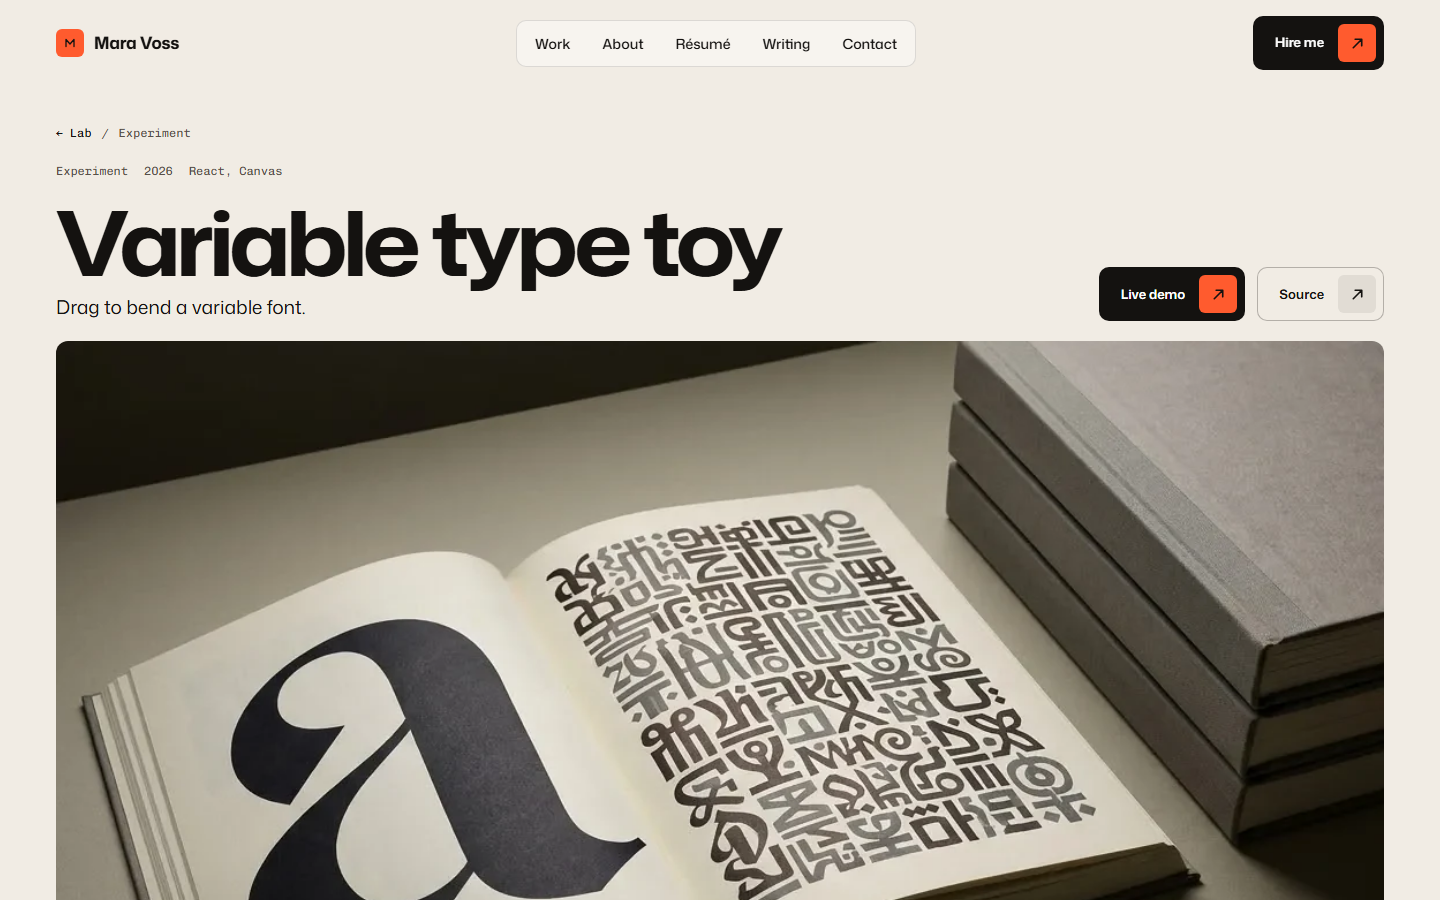 M Mara Voss
Work About Résumé Writing Contact
Hire me
← Lab / Experiment
Experiment 2026 React, Canvas
Variable type toy
Drag to bend a variable font.
Live demo
Source
a